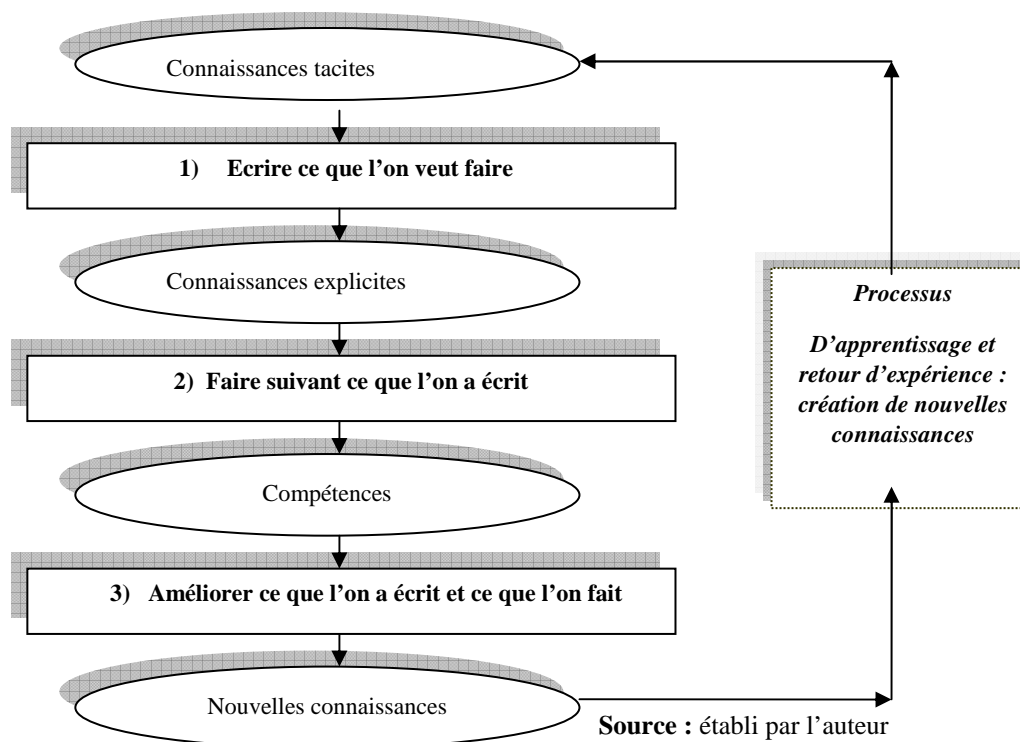 Connaissances tacites
1) Ecrire ce que l’on veut faire
Connaissances explicites
2) Faire suivant ce que l’on a écrit
Compétences
3) Améliorer ce que l’on a écrit et ce que l’on fait
Nouvelles connaissances
Processus
D’apprentissage et
retour d’expérience :
création de nouvelles
connaissances
Source : établi par l’auteur